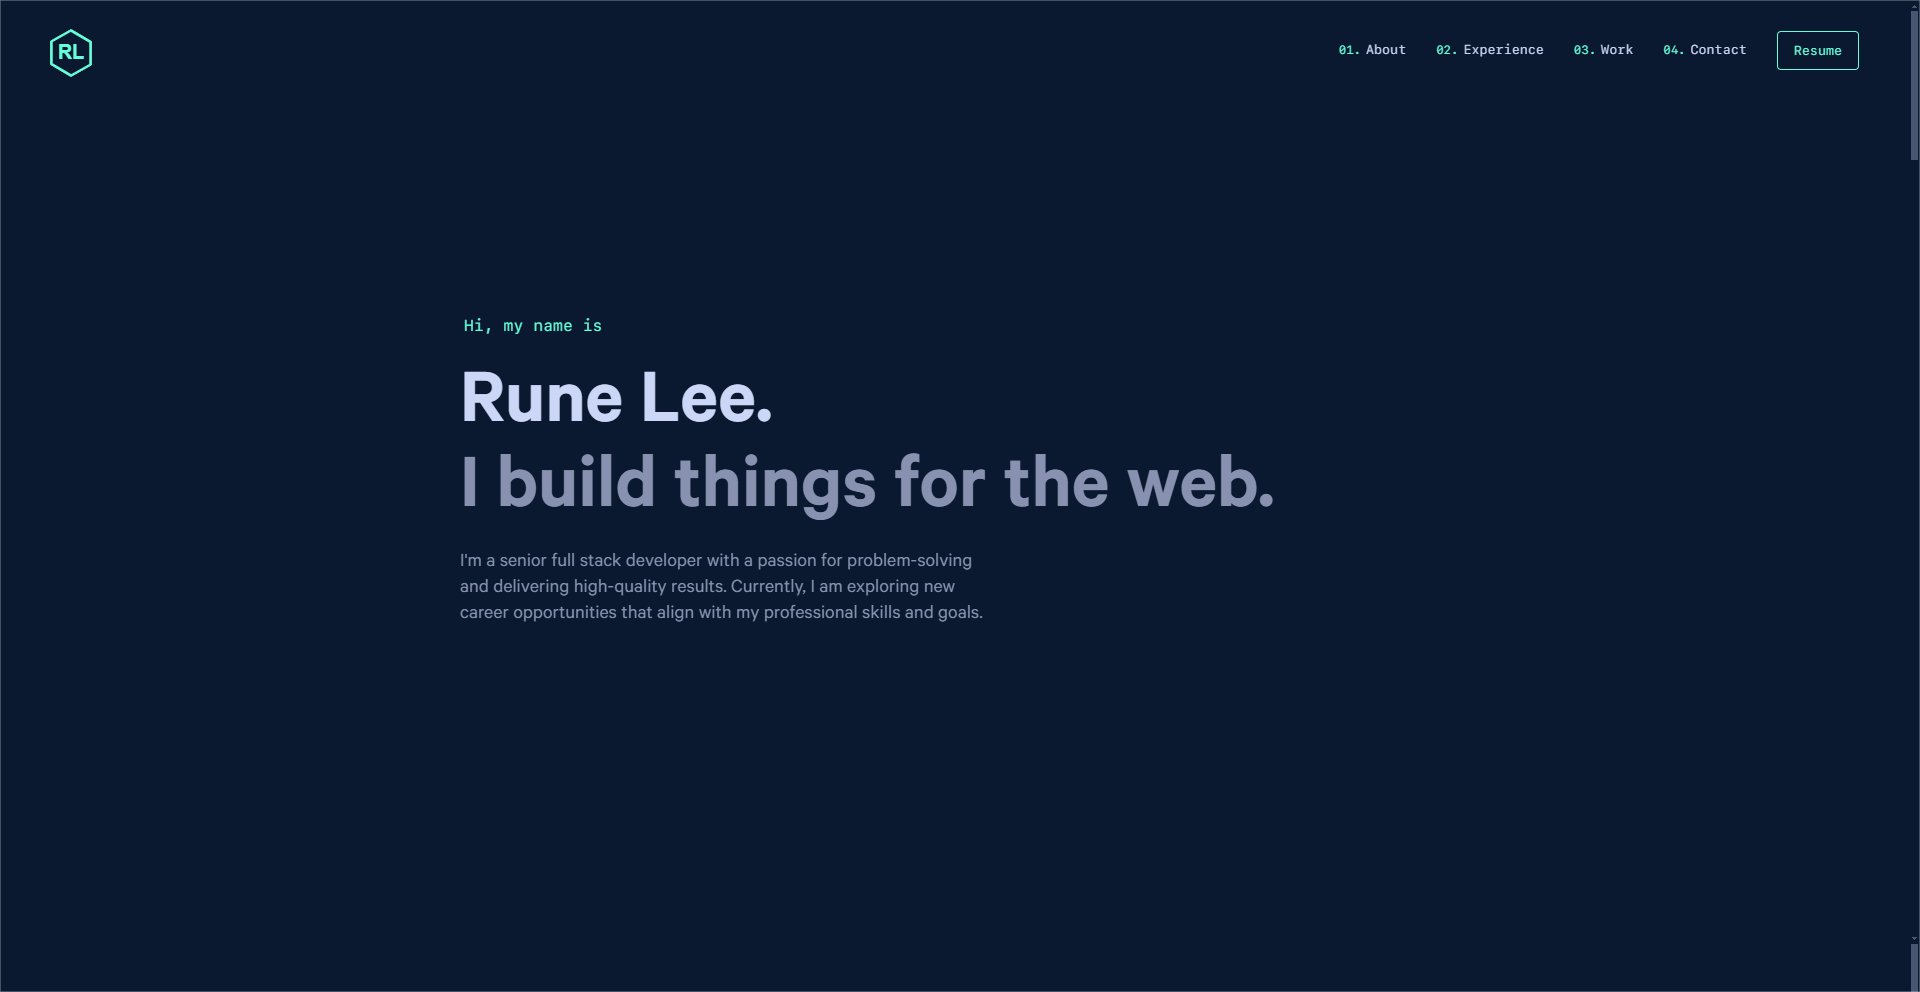 RL
01. About 02. Experience 03. Work 04. Contact Resume
Hi, my name is
Rune Lee.
I build things for the web.
I'm a senior full stack developer with a passion for problem-solving
and delivering high-quality results. Currently, I am exploring new
career opportunities that align with my professional skills and goals.